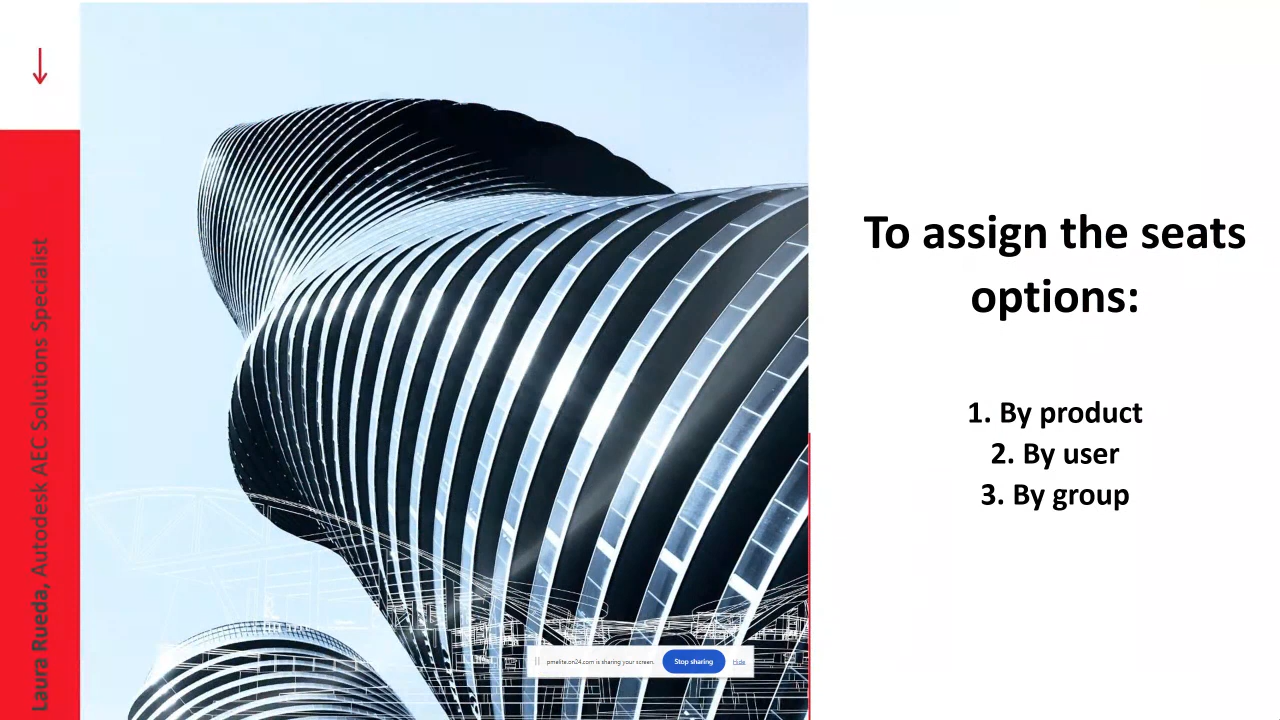 Laura Rueda, Autodesk AEC Solutions Specialist
To assign the seats
options:
1. By product
2. By user
3. By group
pmelite.on24.com is sharing your screen.
Stop sharing
Hide